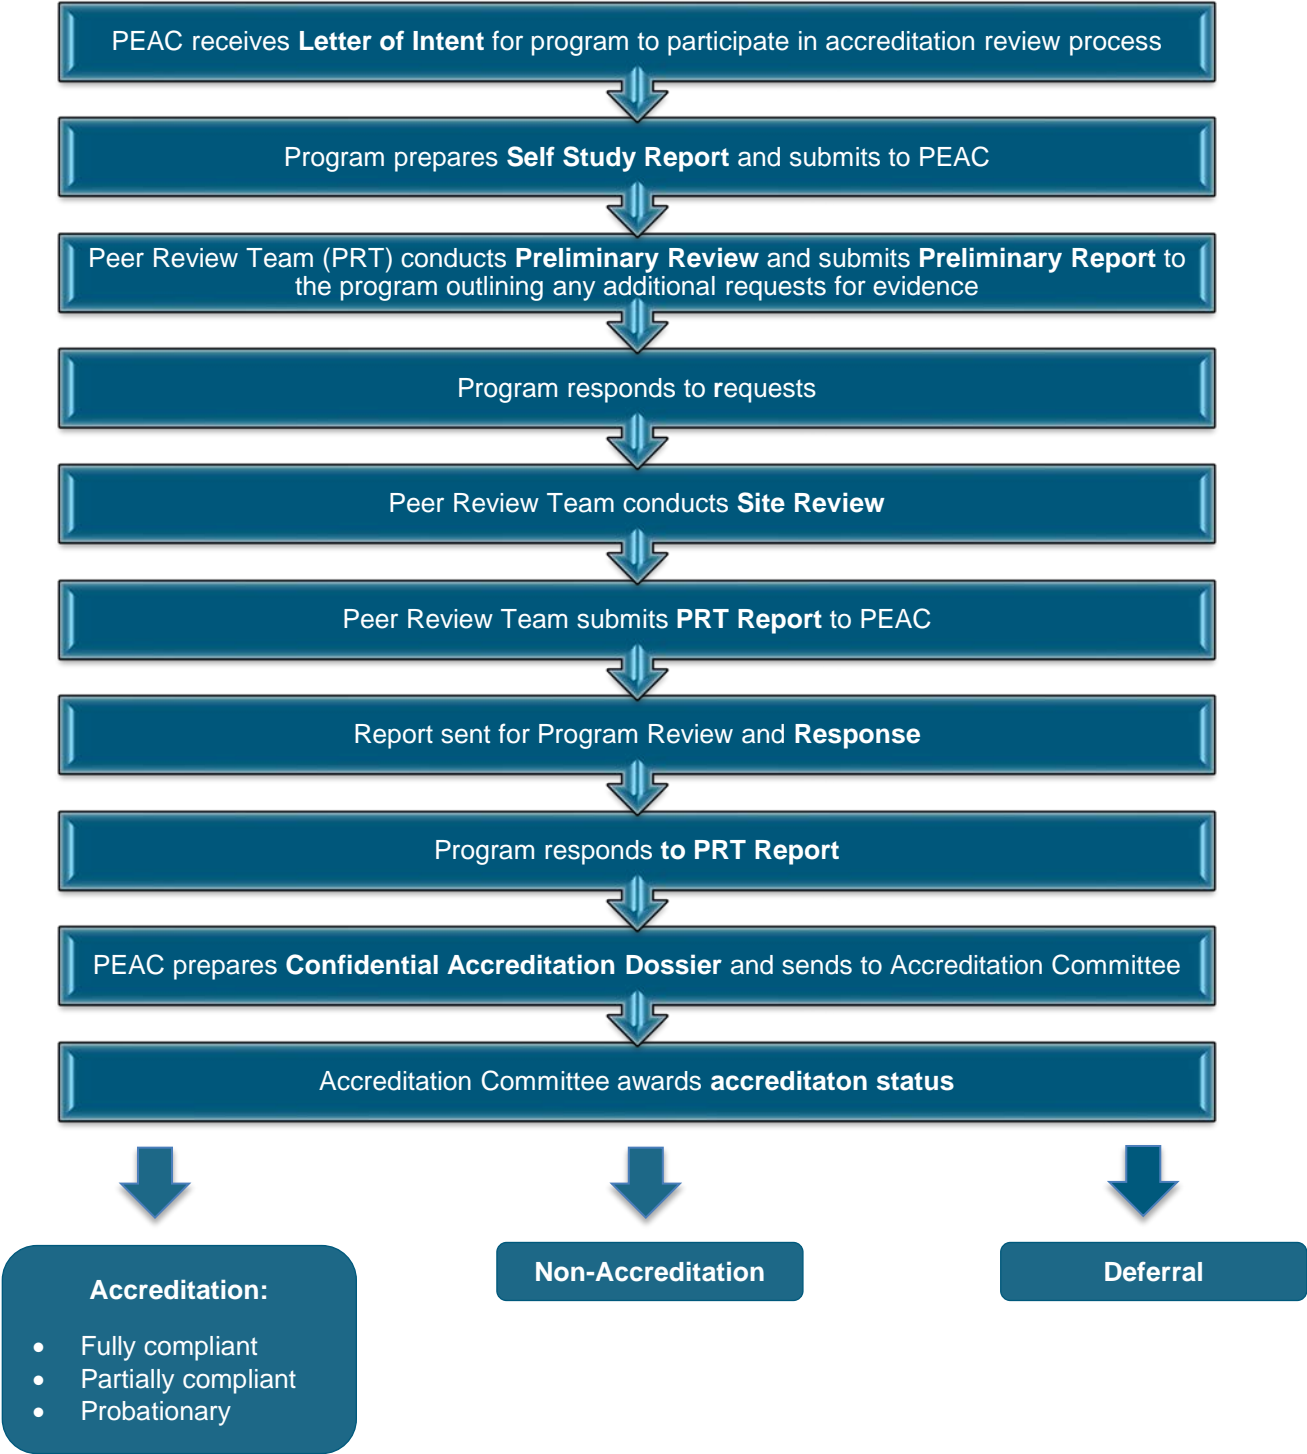 PEAC receives Letter of Intent for program to participate in accreditation review process
Program prepares Self Study Report and submits to PEAC
Peer Review Team (PRT) conducts Preliminary Review and submits Preliminary Report to
the program outlining any additional requests for evidence
Program responds to requests
Peer Review Team conducts Site Review
Peer Review Team submits PRT Report to PEAC
Report sent for Program Review and Response
Program responds to PRT Report
PEAC prepares Confidential Accreditation Dossier and sends to Accreditation Committee
Accreditation Committee awards accreditaton status
Accreditation:
• Fully compliant
• Partially compliant
• Probationary
Non-Accreditation
Deferral